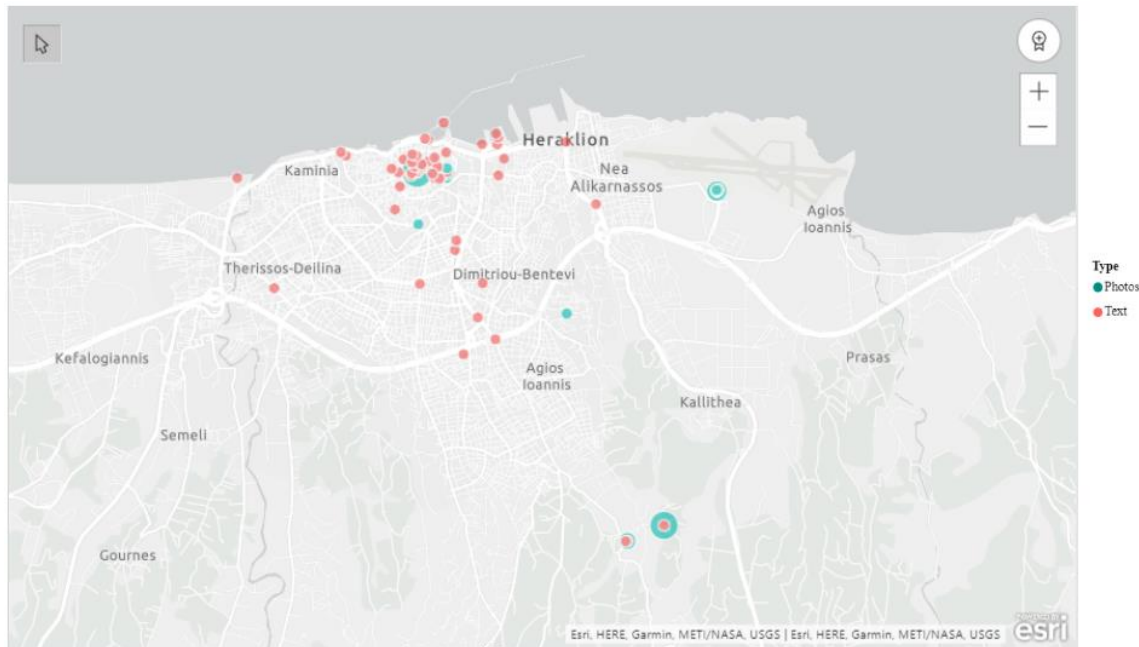 Heraklion
Kaminia
Nea
Alikarnassos
Agios
Ioannis
Therissos-Deilina
Dimitriou-Bentevi
Type
Photos
Text
Kefalogiannis
Agios
Ioannis
Prasas
Kallithea
Semeli
Gournes
Esri, HERE, Garmin, METI/NASA, USGS | Esri, HERE, Garmin, METI/NASA, USGS
esri